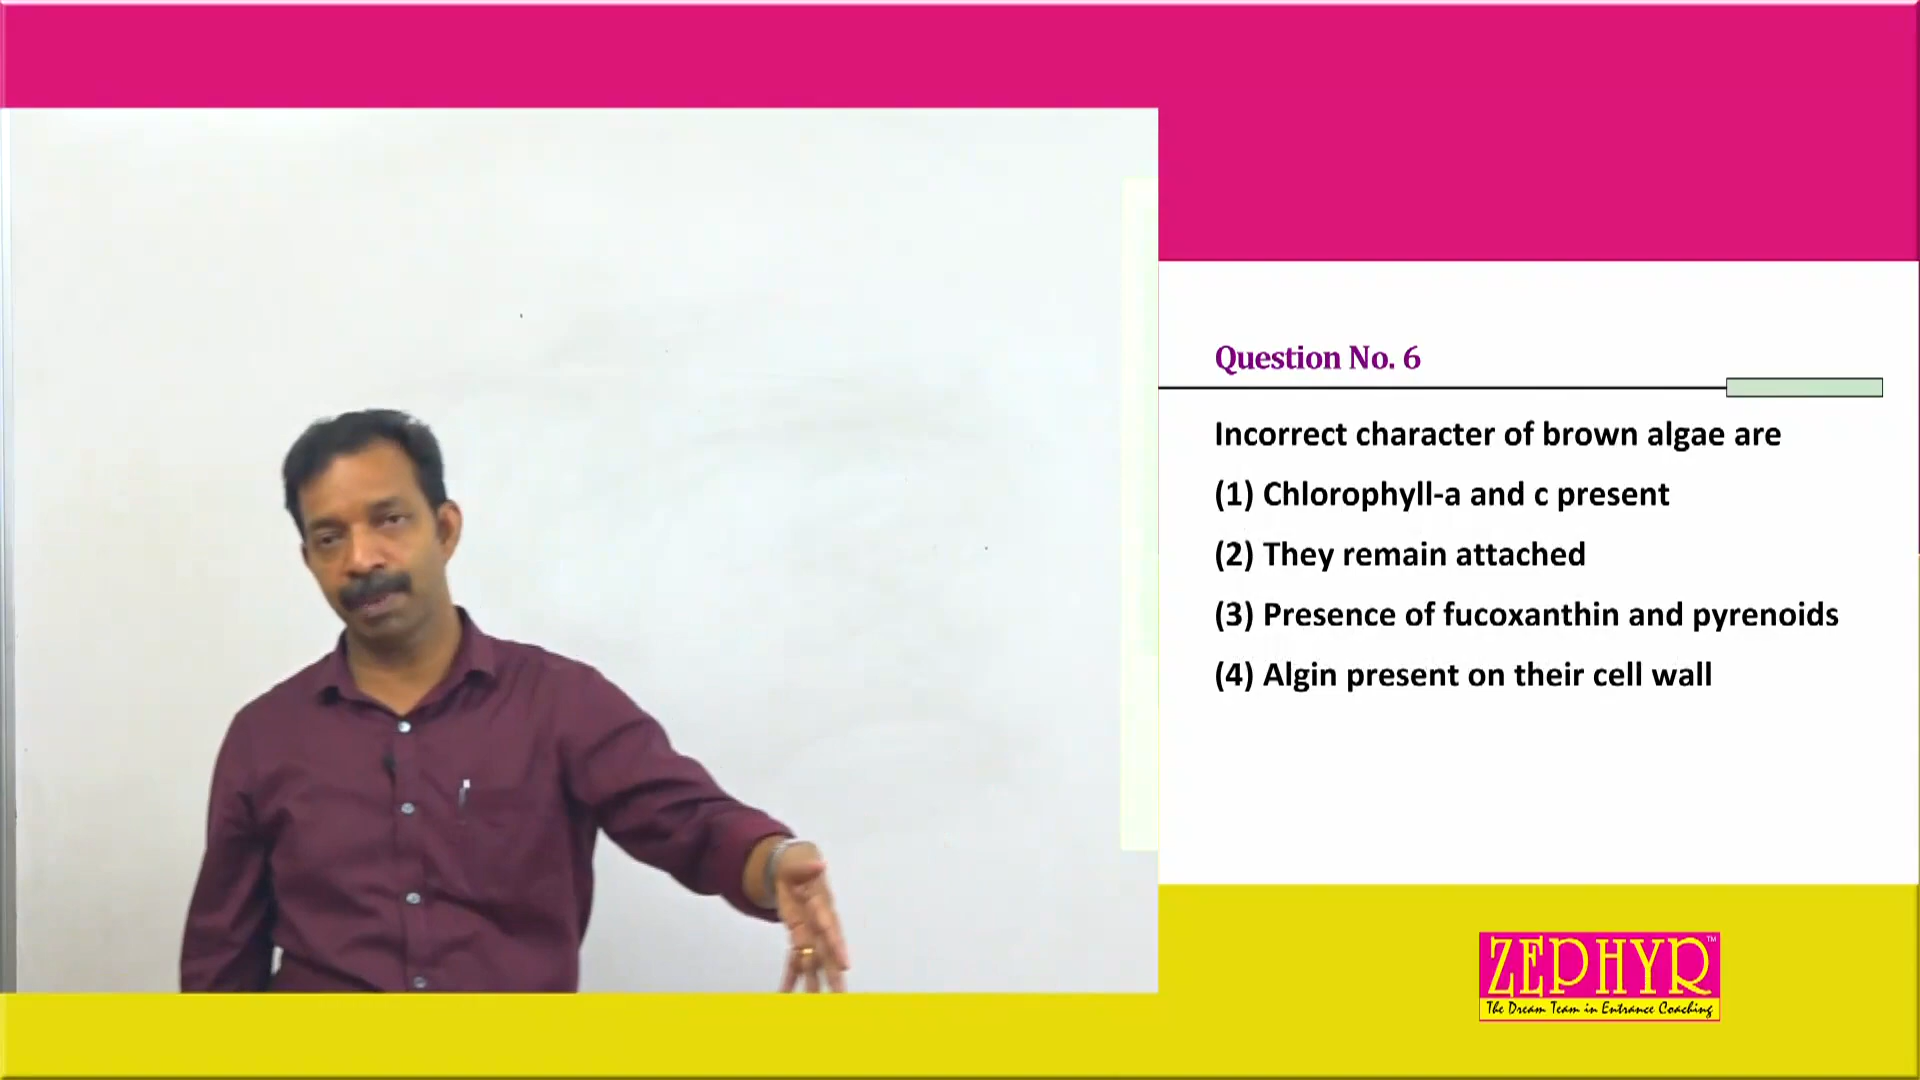 Question No. 6
Incorrect character of brown algae are
(1) Chlorophyll-a and c present
(2) They remain attached
(3) Presence of fucoxanthin and pyrenoids
(4) Algin present on their cell wall
ZEPHYR™
The Dream Team in Entrance Coaching